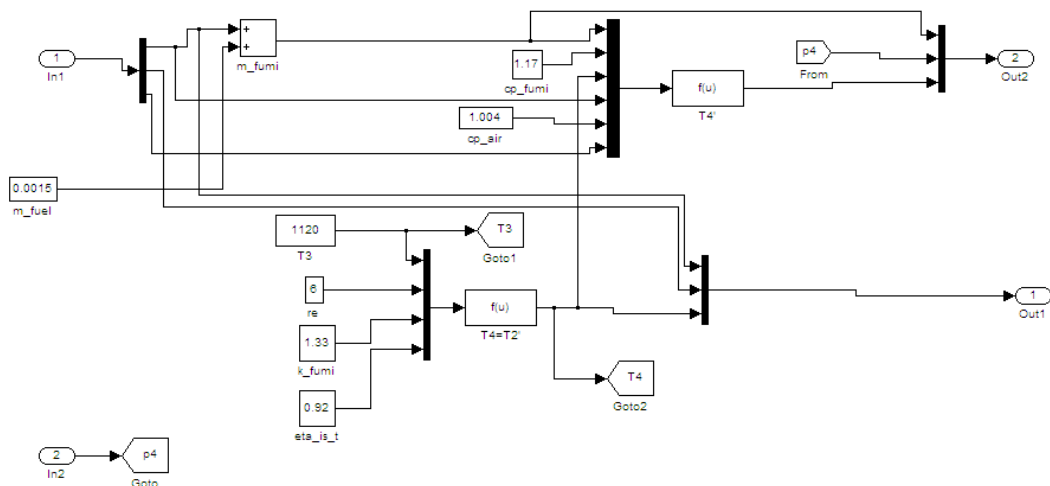 1
In1
+
+
m_fumi
1.17
cp_fumi
1.004
cp_air
f(u)
T4'
p4
From
2
Out2
0.0015
m_fuel
1120
T3
T3
Goto1
6
re
1.33
k_fumi
0.92
eta_is_t
f(u)
T4=T2'
T4
Goto2
1
Out1
2
In2
p4
Goto